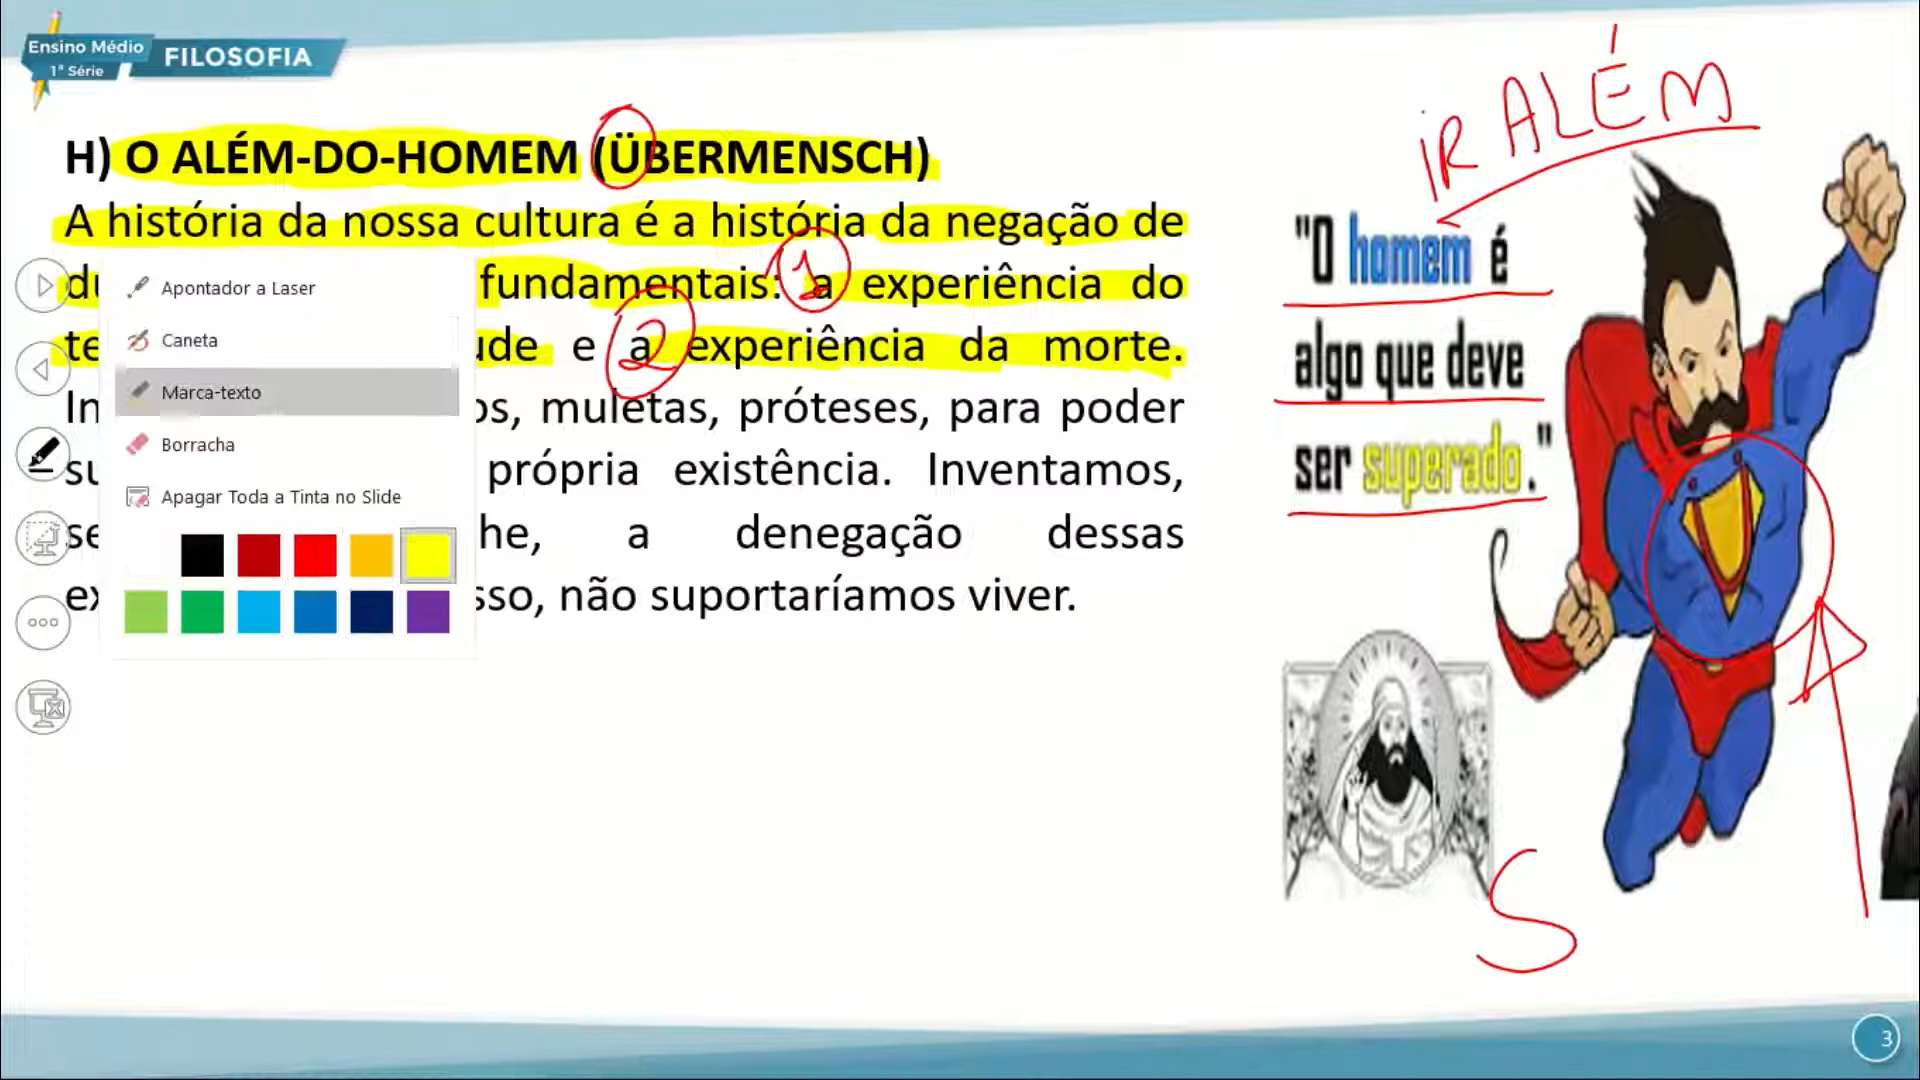 Ensino Médio
1ª Série
FILOSOFIA
IR ALÉM
H) O ALÉM-DO-HOMEM (ÜBERMENSCH)
A história da nossa cultura é a história da negação de
du fundamentais: a experiência do
te ude e a experiência da morte.
In os, muletas, próteses, para poder
su própria existência. Inventamos,
se he, a denegação dessas
ex sso, não suportaríamos viver.
1
2
Apontador a Laser
Caneta
Marca-texto
Borracha
Apagar Toda a Tinta no Slide
"O homem é
algo que deve
ser superado."
S
3